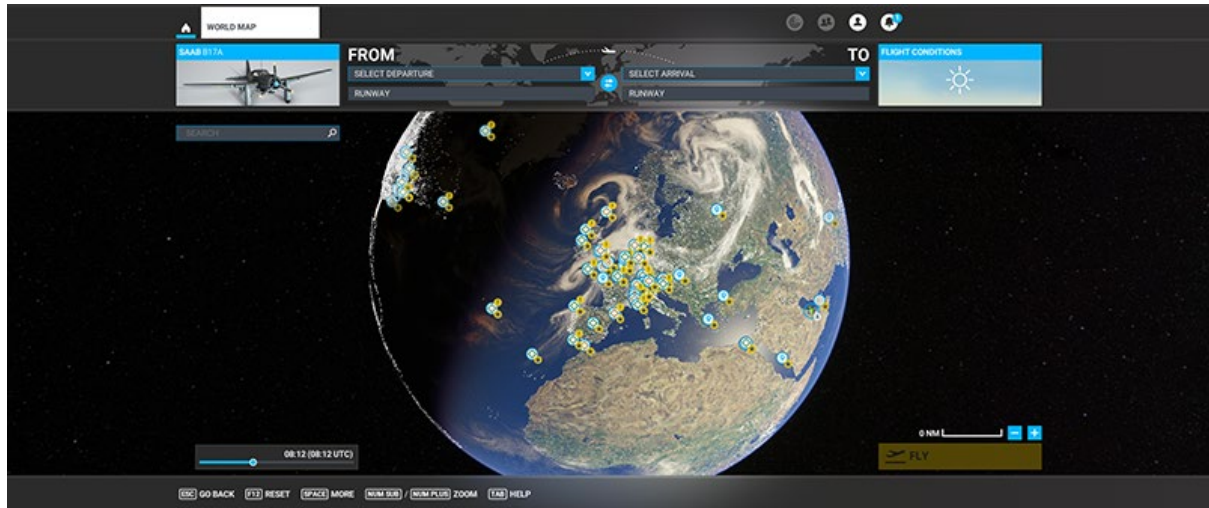 WORLD MAP
SAAB B17A
FROM
TO
FLIGHT CONDITIONS
SELECT DEPARTURE
SELECT ARRIVAL
RUNWAY
RUNWAY
SEARCH
0 NM
08:12 (08:12 UTC)
FLY
ESC GO BACK F12 RESET SPACE MORE NUM SUB / NUM PLUS ZOOM TAB HELP